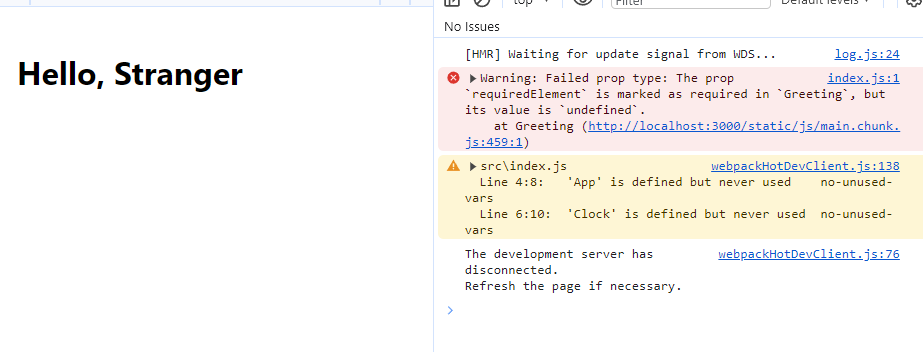 top
Filter
Default levels
No Issues
Hello, Stranger
[HMR] Waiting for update signal from WDS... log.js:24
Warning: Failed prop type: The prop index.js:1
`requiredElement` is marked as required in `Greeting`, but
its value is `undefined`.
at Greeting (http://localhost:3000/static/js/main.chunk.
js:459:1)
src\index.js webpackHotDevClient.js:138
Line 4:8: 'App' is defined but never used no-unused-
vars
Line 6:10: 'Clock' is defined but never used no-unused-
vars
The development server has webpackHotDevClient.js:76
disconnected.
Refresh the page if necessary.